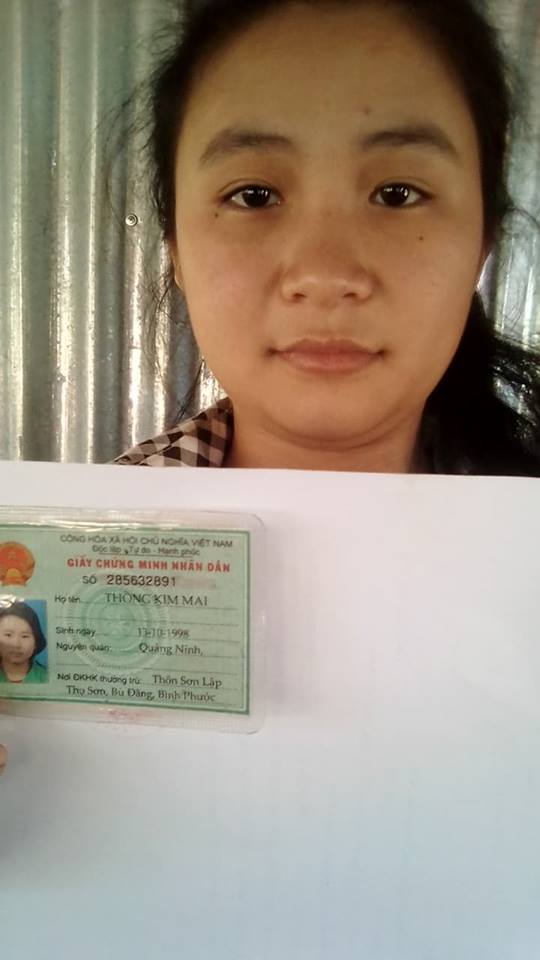 CỘNG HÒA XÃ HỘI CHỦ NGHĨA VIỆT NAM
Độc lập - Tự do - Hạnh phúc
GIẤY CHỨNG MINH NHÂN DÂN
SỐ 285632891
Họ tên THÒNG KIM MAI
Sinh ngày 13-10-1998
Nguyên quán: Quảng Ninh,
Nơi ĐKHK thường trú: Thôn Sơn Lập
Thọ Sơn, Bù Đăng, Bình Phước